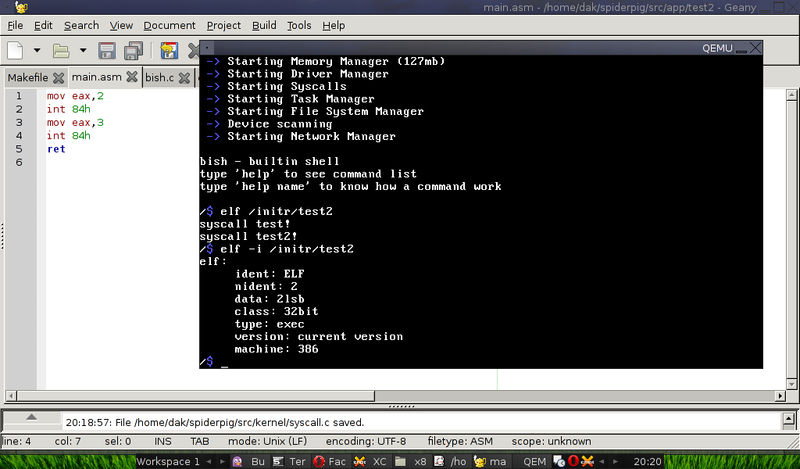 main.asm - /home/dak/spiderpig/src/app/test2 - Geany
File Edit Search View Document Project Build Tools Help
QEMU
Makefile main.asm bish.c
1 mov eax,2
2 int 84h
3 mov eax,3
4 int 84h
5 ret
6
-> Starting Memory Manager (127mb)
-> Starting Driver Manager
-> Starting Syscalls
-> Starting Task Manager
-> Starting File System Manager
-> Device scanning
-> Starting Network Manager
bish - builtin shell
type 'help' to see command list
type 'help name' to know how a command work
/$ elf /initr/test2
syscall test!
syscall test2!
/$ elf -i /initr/test2
elf:
ident: ELF
nident: 2
data: 2lsb
class: 32bit
type: exec
version: current version
machine: 386
/$ _
20:18:57: File /home/dak/spiderpig/src/kernel/syscall.c saved.
line: 4 col: 7 sel: 0 INS TAB mode: Unix (LF) encoding: UTF-8 filetype: ASM scope: unknown
Workspace 1 Bu Ter Fac XC x8 /ho ma QEM 20:20